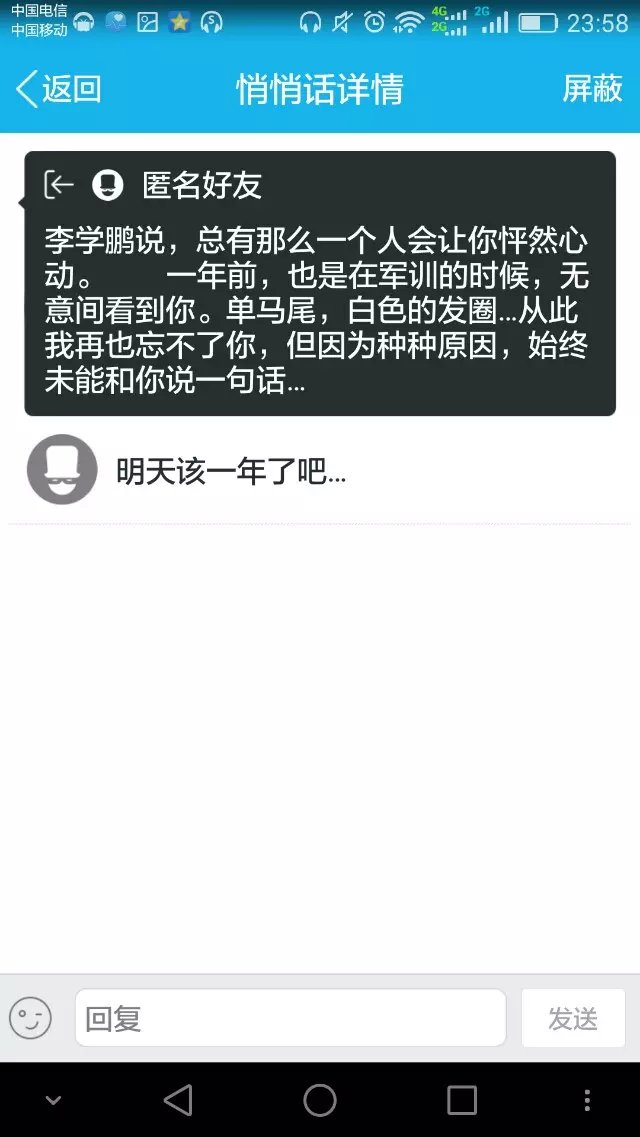 中国电信
中国移动
4G
2G
2G
23:58
返回
悄悄话详情
屏蔽
匿名好友
李学鹏说，总有那么一个人会让你怦然心
动。 一年前，也是在军训的时候，无
意间看到你。单马尾，白色的发圈...从此
我再也忘不了你，但因为种种原因，始终
未能和你说一句话...
明天该一年了吧...
回复
发送